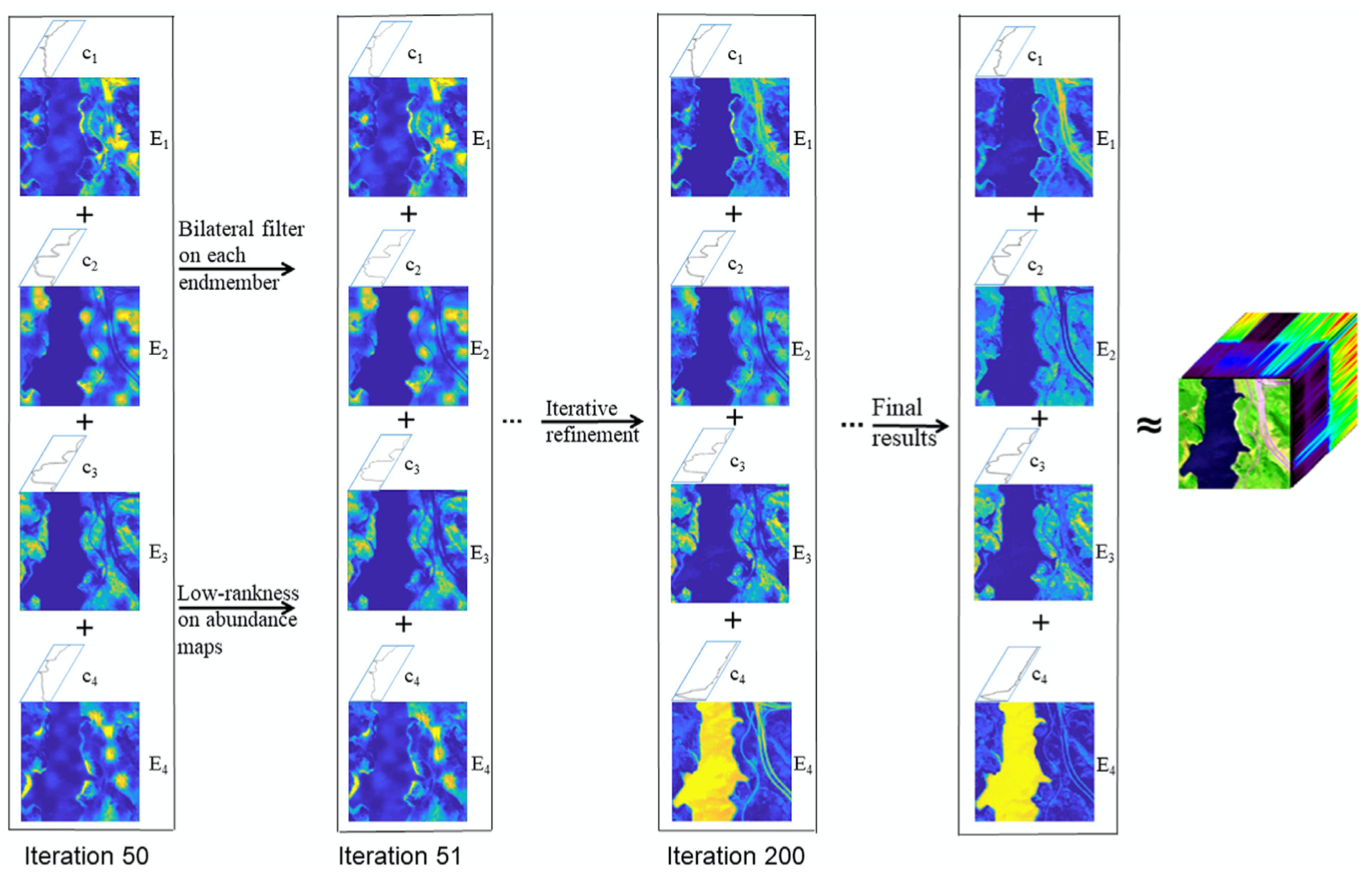 c1
E1
+
c2
E2
+
c3
E3
+
c4
E4
Iteration 50
Bilateral filter
on each
endmember
Low-rankness
on abundance
maps
c1
E1
+
c2
E2
+
c3
E3
+
c4
E4
Iteration 51
...
Iterative
refinement
c1
E1
+
c2
E2
+
c3
E3
+
c4
E4
Iteration 200
...
Final
results
c1
E1
+
c2
E2
+
c3
E3
+
c4
E4
≈